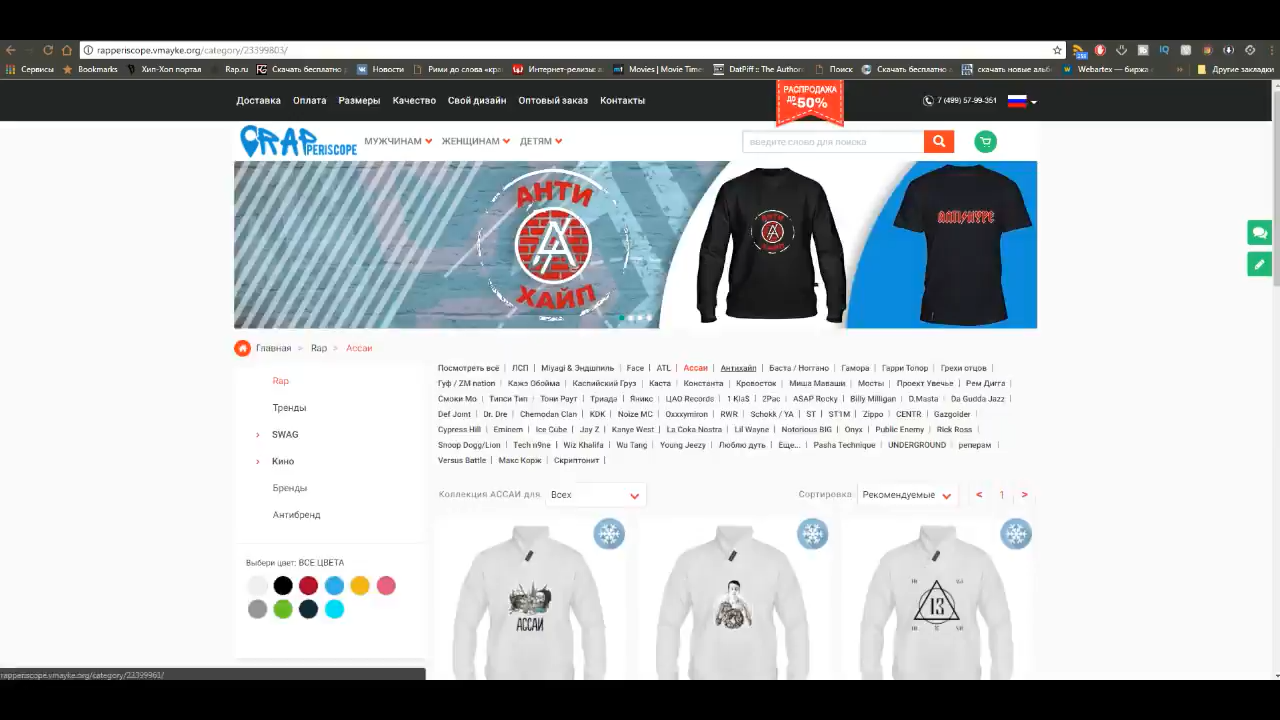 rapperiscope.vmayke.org/category/23399803/
Сервисы Bookmarks Хип-Хоп портал Rap.ru Скачать бесплатно Новости Рими до слова «кра Интернет-релизы Movies | Movie Time DatPiff :: The Author Поиск Скачать бесплатно скачать новые альб Webartex — биржа Другие закладки
Доставка Оплата Размеры Качество Свой дизайн Оптовый заказ Контакты
РАСПРОДАЖА
ДО -50%
7 (499) 57-99-351
RAP PERISCOPE
МУЖЧИНАМ ЖЕНЩИНАМ ДЕТЯМ
введите слово для поиска
АНТИ
ХАЙП
АНТИ
ХАЙП
ANTIHYPE
Главная > Rap > Ассаи
Rap
Тренды
SWAG
Кино
Бренды
Антибренд
Выбери цвет: ВСЕ ЦВЕТА
Посмотреть всё | ЛСП | Miyagi & Эндшпиль | Face | ATL | Ассаи | Антихайп | Баста / Ноггано | Гамора | Гарри Топор | Грехи отцов |
Гуф / ZM nation | Кажэ Обойма | Каспийский Груз | Каста | Константа | Кровосток | Миша Маваши | Мосты | Проект Увечье | Рем Дигга |
Смоки Мо | Типси Тип | Тони Раут | Триада | Яникс | ЦАО Records | 1 Kla$ | 2Pac | ASAP Rocky | Billy Milligan | D.Masta | Da Gudda Jazz |
Def Joint | Dr. Dre | Chemodan Clan | KDK | Noize MC | Oxxxymiron | RWR | Schokk / YA | ST | ST1M | Zippo | CENTR | Gazgolder |
Cypress Hill | Eminem | Ice Cube | Jay Z | Kanye West | La Coka Nostra | Lil Wayne | Notorious BIG | Onyx | Public Enemy | Rick Ross |
Snoop Dogg/Lion | Tech n9ne | Wiz Khalifa | Wu Tang | Young Jeezy | Люблю дуть | Еще... | Pasha Technique | UNDERGROUND | реперам |
Versus Battle | Макс Корж | Скриптонит |
Коллекция АССАИ для Всех
Сортировка Рекомендуемые < 1 >
АССАИ
13
rapperiscope.vmayke.org/category/23399961/